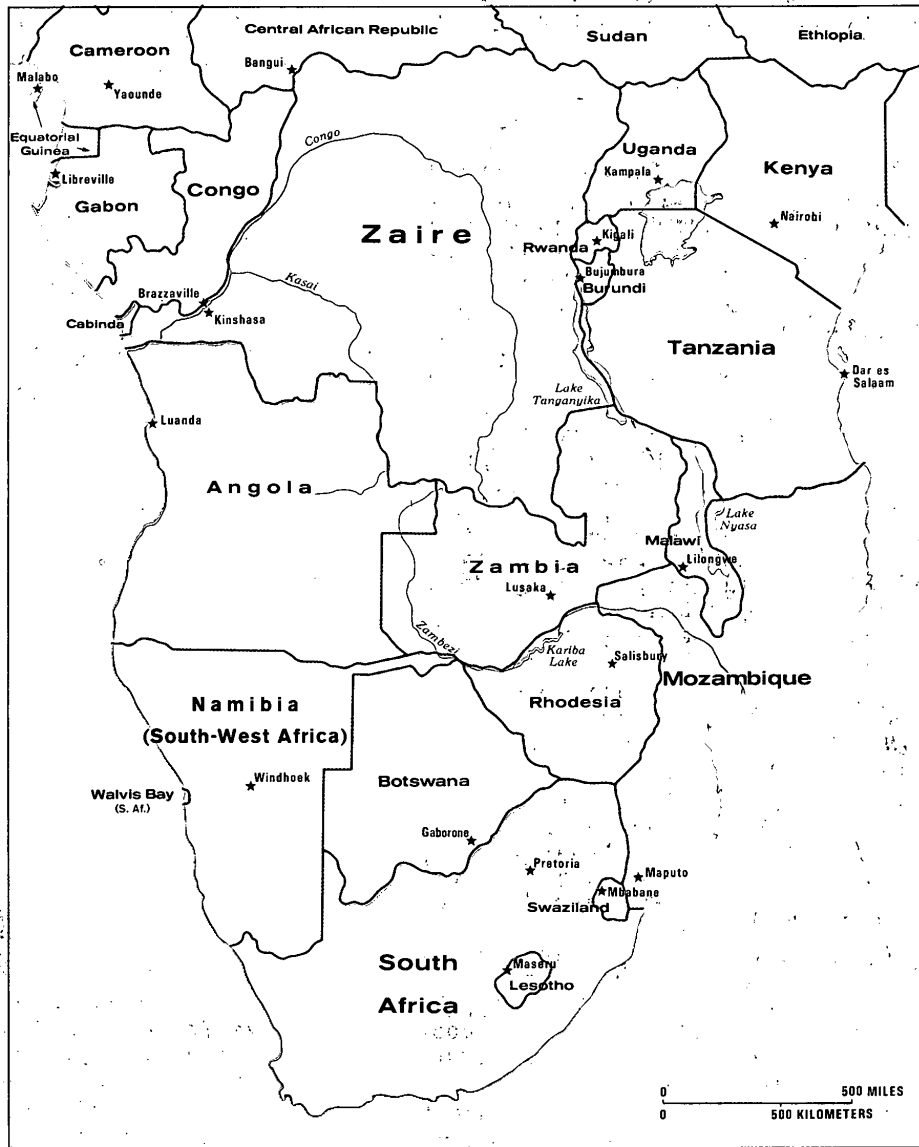 Central African Republic
Sudan
Ethiopia
Cameroon
Bangui
Malabo
Yaounde
Congo
Equatorial
Guinea
Uganda
Kampala
Kenya
Libreville
Congo
Gabon
Nairobi
Zaire
Rwanda
Kigali
Bujumbura
Burundi
Kasai
Brazzaville
Kinshasa
Cabinda
Tanzania
Dar es
Salaam
Lake
Tanganyika
Luanda
Angola
Lake
Nyasa
Malawi
Lilongwe
Zambia
Lusaka
Zambezi
Kariba
Lake
Salisbury
Mozambique
Rhodesia
Namibia
(South-West Africa)
Windhoek
Botswana
Walvis Bay
(S. Af.)
Gaborone
Pretoria
Maputo
Mbabane
Swaziland
South
Africa
Maseru
Lesotho
0 500 MILES
0 500 KILOMETERS